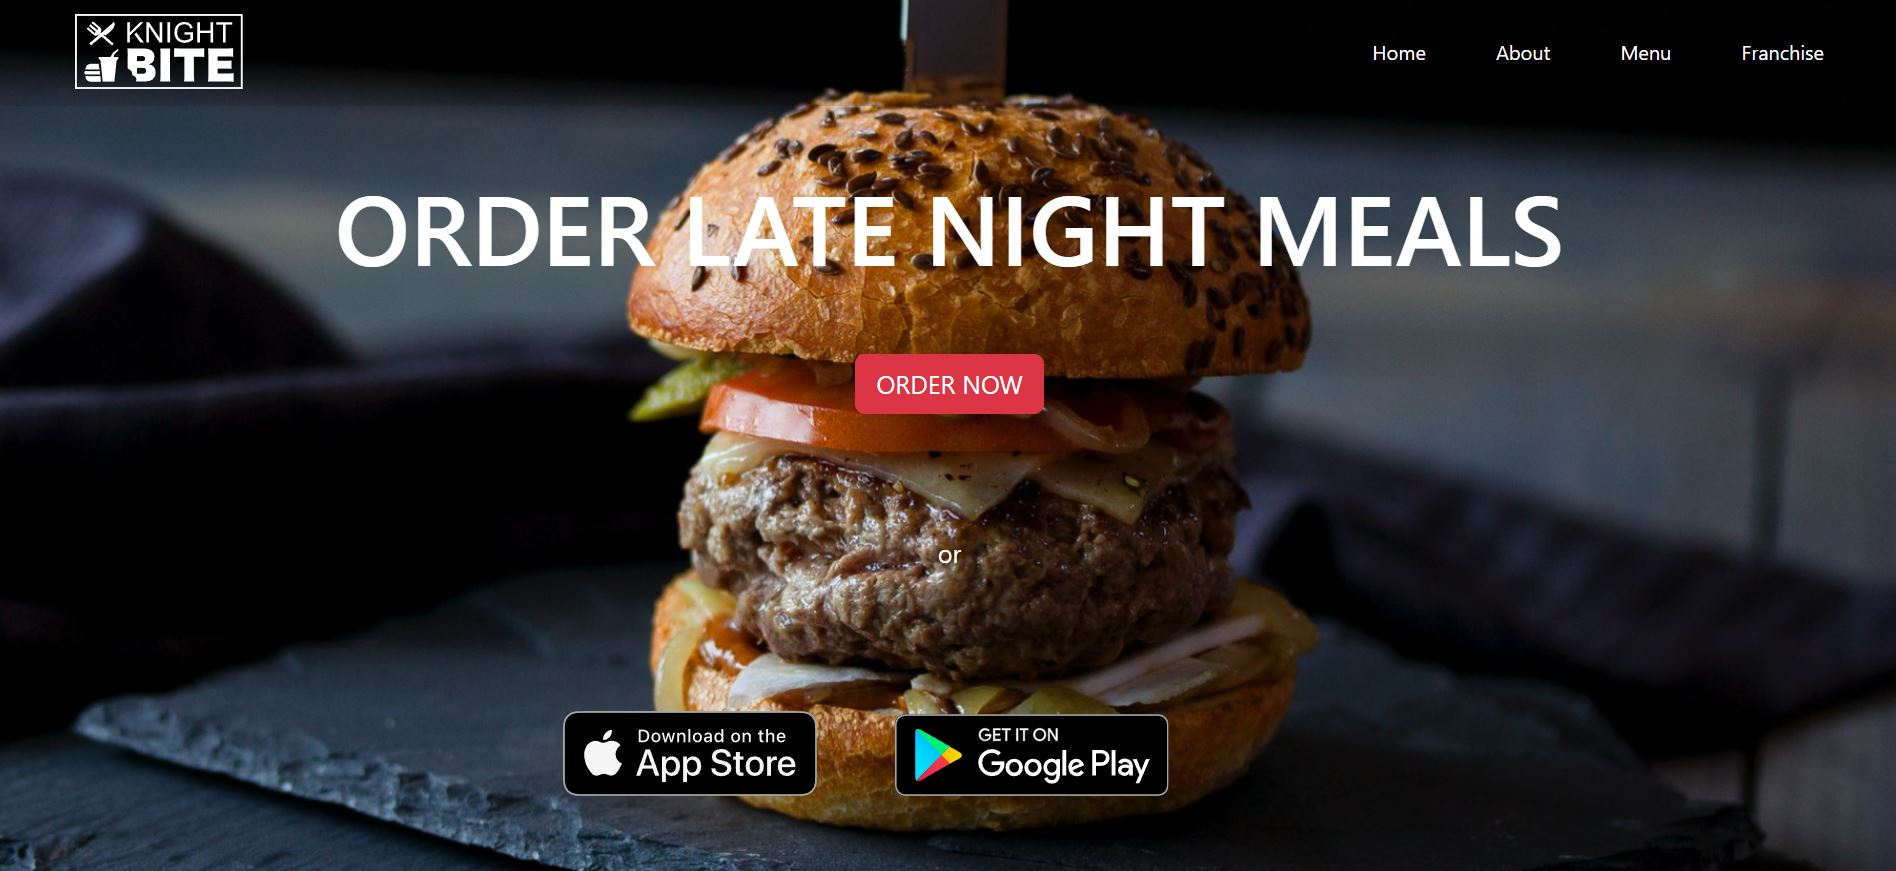 KNIGHT
BITE
Home About Menu Franchise
ORDER LATE NIGHT MEALS
ORDER NOW
or
Download on the
App Store
GET IT ON
Google Play